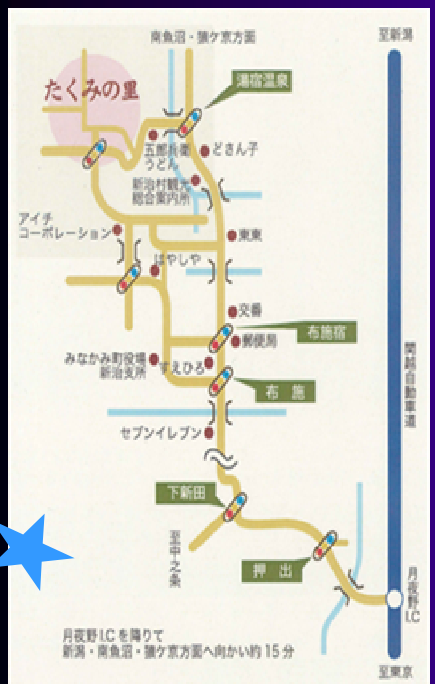 南魚沼・猿ケ京方面
至新潟
湯宿温泉
たくみの里
五郎兵衛
うどん
どさん子
新治村観光
総合案内所
アイチ
コーポレーション
東東
はやしや
交番
布施宿
郵便局
みなかみ町役場
新治支所
すえひろ
布施
関越自動車道
セブンイレブン
下新田
至中之条
押出
月夜野I.C
月夜野I.Cを降りて
新潟・南魚沼・猿ケ京方面へ向かい約15分
至東京